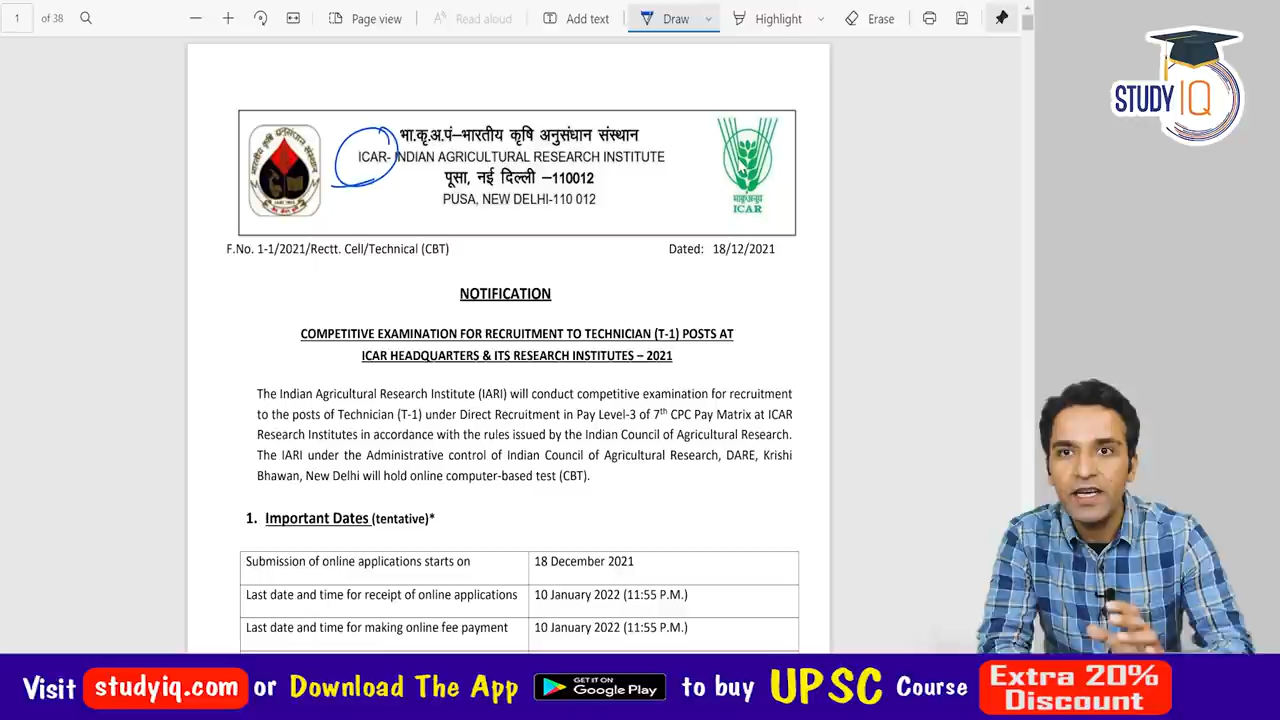 1 of 38 Page view Read aloud Add text Draw Highlight Erase
STUDY IQ
भा.कृ.अ.पं–भारतीय कृषि अनुसंधान संस्थान
ICAR- INDIAN AGRICULTURAL RESEARCH INSTITUTE
पूसा, नई दिल्ली –110012
PUSA, NEW DELHI-110 012
ICAR
F.No. 1-1/2021/Rectt. Cell/Technical (CBT) Dated: 18/12/2021
NOTIFICATION
COMPETITIVE EXAMINATION FOR RECRUITMENT TO TECHNICIAN (T-1) POSTS AT
ICAR HEADQUARTERS & ITS RESEARCH INSTITUTES – 2021
The Indian Agricultural Research Institute (IARI) will conduct competitive examination for recruitment
to the posts of Technician (T-1) under Direct Recruitment in Pay Level-3 of 7th CPC Pay Matrix at ICAR
Research Institutes in accordance with the rules issued by the Indian Council of Agricultural Research.
The IARI under the Administrative control of Indian Council of Agricultural Research, DARE, Krishi
Bhawan, New Delhi will hold online computer-based test (CBT).
1. Important Dates (tentative)*
Submission of online applications starts on 18 December 2021
Last date and time for receipt of online applications 10 January 2022 (11:55 P.M.)
Last date and time for making online fee payment 10 January 2022 (11:55 P.M.)
Visit studyiq.com or Download The App GET IT ON Google Play to buy UPSC Course Extra 20% Discount